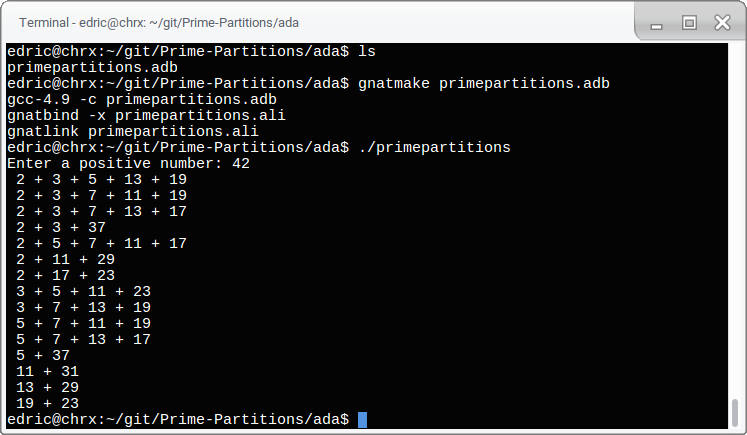 Terminal - edric@chrx: ~/git/Prime-Partitions/ada
edric@chrx:~/git/Prime-Partitions/ada$ ls
primepartitions.adb
edric@chrx:~/git/Prime-Partitions/ada$ gnatmake primepartitions.adb
gcc-4.9 -c primepartitions.adb
gnatbind -x primepartitions.ali
gnatlink primepartitions.ali
edric@chrx:~/git/Prime-Partitions/ada$ ./primepartitions
Enter a positive number: 42
2 + 3 + 5 + 13 + 19
2 + 3 + 7 + 11 + 19
2 + 3 + 7 + 13 + 17
2 + 3 + 37
2 + 5 + 7 + 11 + 17
2 + 11 + 29
2 + 17 + 23
3 + 5 + 11 + 23
3 + 7 + 13 + 19
5 + 7 + 11 + 19
5 + 7 + 13 + 17
5 + 37
11 + 31
13 + 29
19 + 23
edric@chrx:~/git/Prime-Partitions/ada$